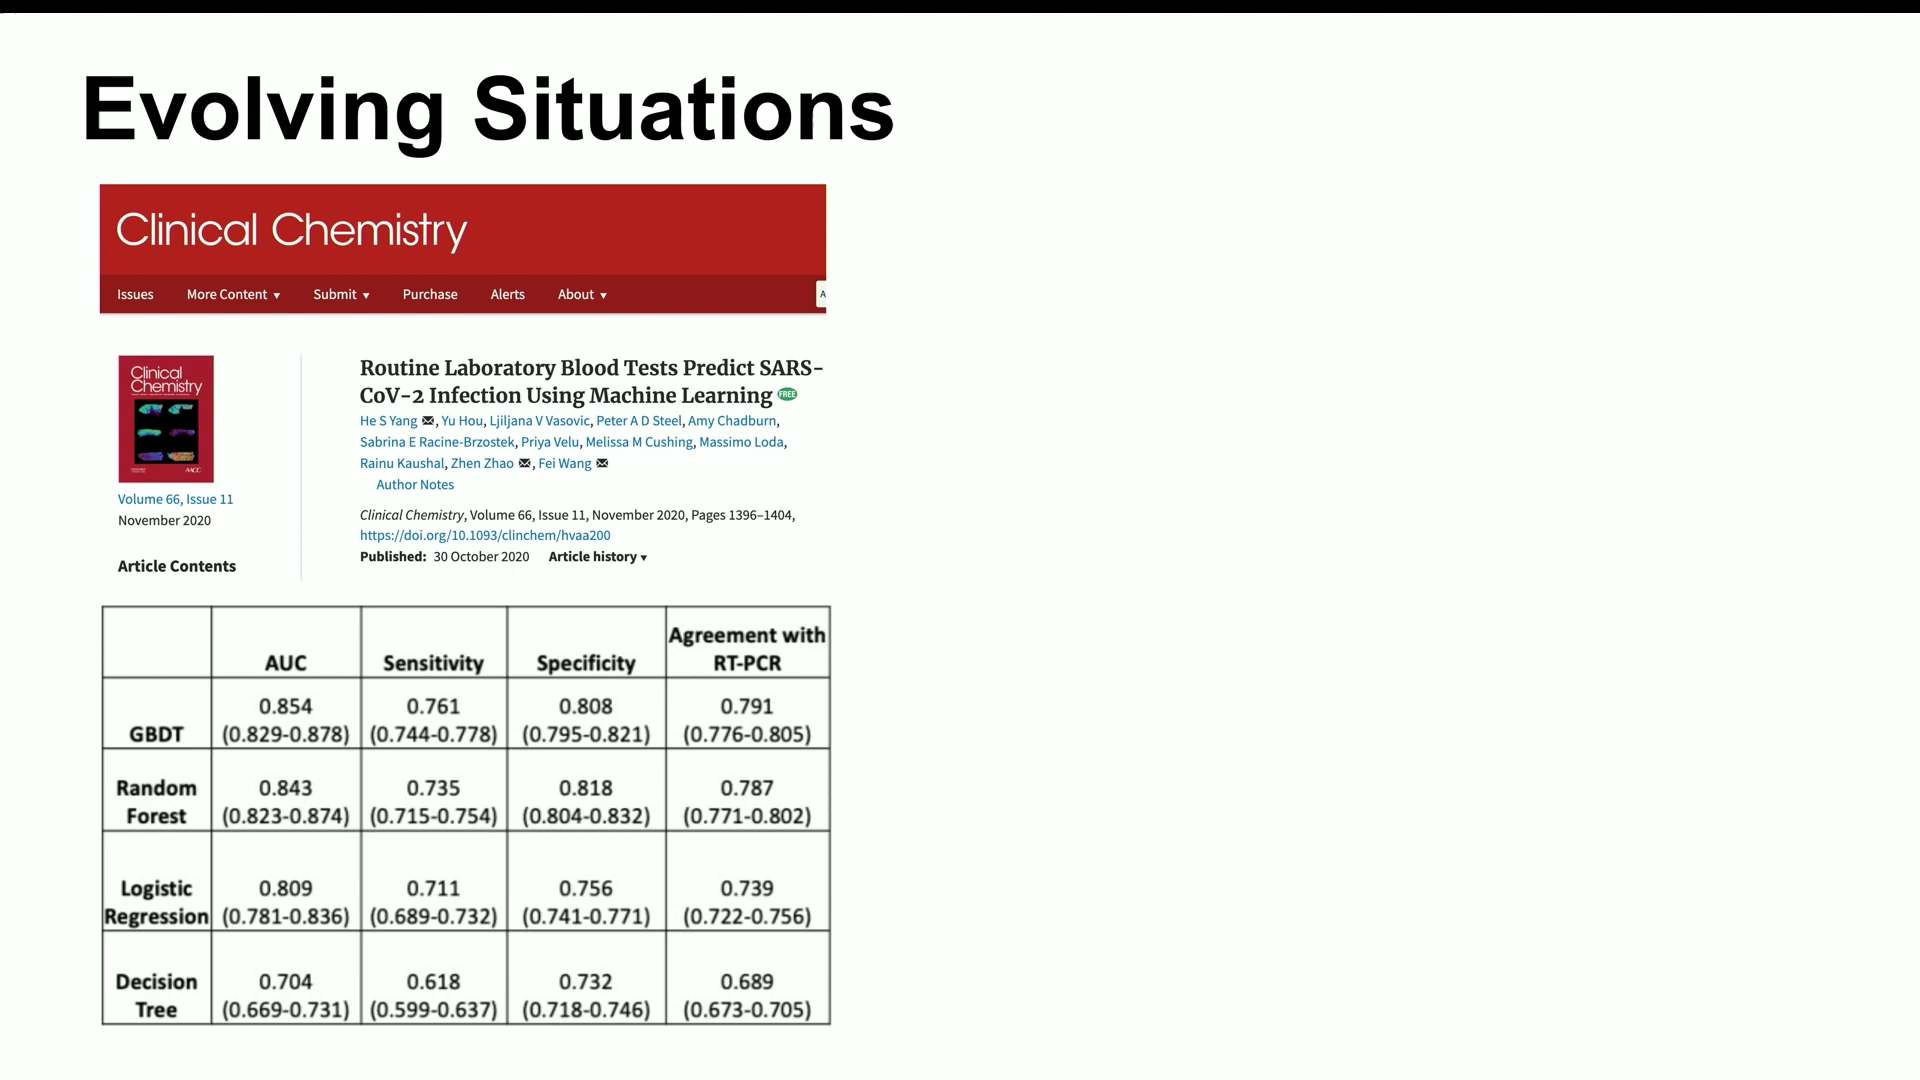 Evolving Situations
Clinical Chemistry
Issues More Content ▾ Submit ▾ Purchase Alerts About ▾ A
Clinical
Chemistry
AACC
Volume 66, Issue 11
November 2020
Article Contents
Routine Laboratory Blood Tests Predict SARS-
CoV-2 Infection Using Machine Learning FREE
He S Yang ✉, Yu Hou, Ljiljana V Vasovic, Peter A D Steel, Amy Chadburn,
Sabrina E Racine-Brzostek, Priya Velu, Melissa M Cushing, Massimo Loda,
Rainu Kaushal, Zhen Zhao ✉, Fei Wang ✉
Author Notes
Clinical Chemistry, Volume 66, Issue 11, November 2020, Pages 1396–1404,
https://doi.org/10.1093/clinchem/hvaa200
Published: 30 October 2020 Article history ▾
Agreement with
AUC Sensitivity Specificity RT-PCR
0.854 0.761 0.808 0.791
GBDT (0.829-0.878) (0.744-0.778) (0.795-0.821) (0.776-0.805)
Random 0.843 0.735 0.818 0.787
Forest (0.823-0.874) (0.715-0.754) (0.804-0.832) (0.771-0.802)
Logistic 0.809 0.711 0.756 0.739
Regression (0.781-0.836) (0.689-0.732) (0.741-0.771) (0.722-0.756)
Decision 0.704 0.618 0.732 0.689
Tree (0.669-0.731) (0.599-0.637) (0.718-0.746) (0.673-0.705)